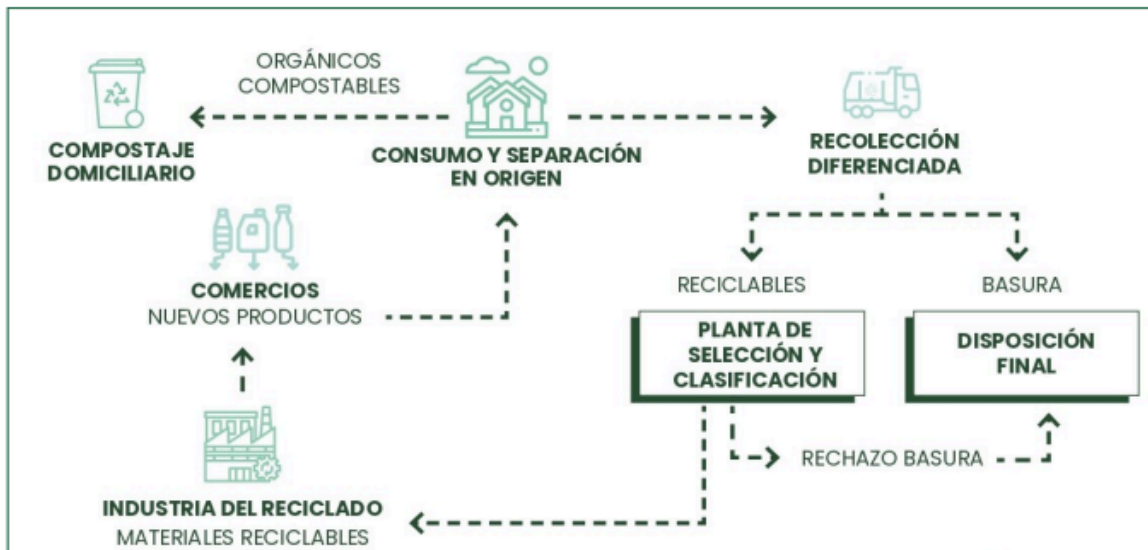 ORGÁNICOS
COMPOSTABLES
COMPOSTAJE
DOMICILIARIO
CONSUMO Y SEPARACIÓN
EN ORIGEN
RECOLECCIÓN
DIFERENCIADA
COMERCIOS
NUEVOS PRODUCTOS
RECICLABLES
BASURA
PLANTA DE
SELECCIÓN Y
CLASIFICACIÓN
DISPOSICIÓN
FINAL
RECHAZO BASURA
INDUSTRIA DEL RECICLADO
MATERIALES RECICLABLES